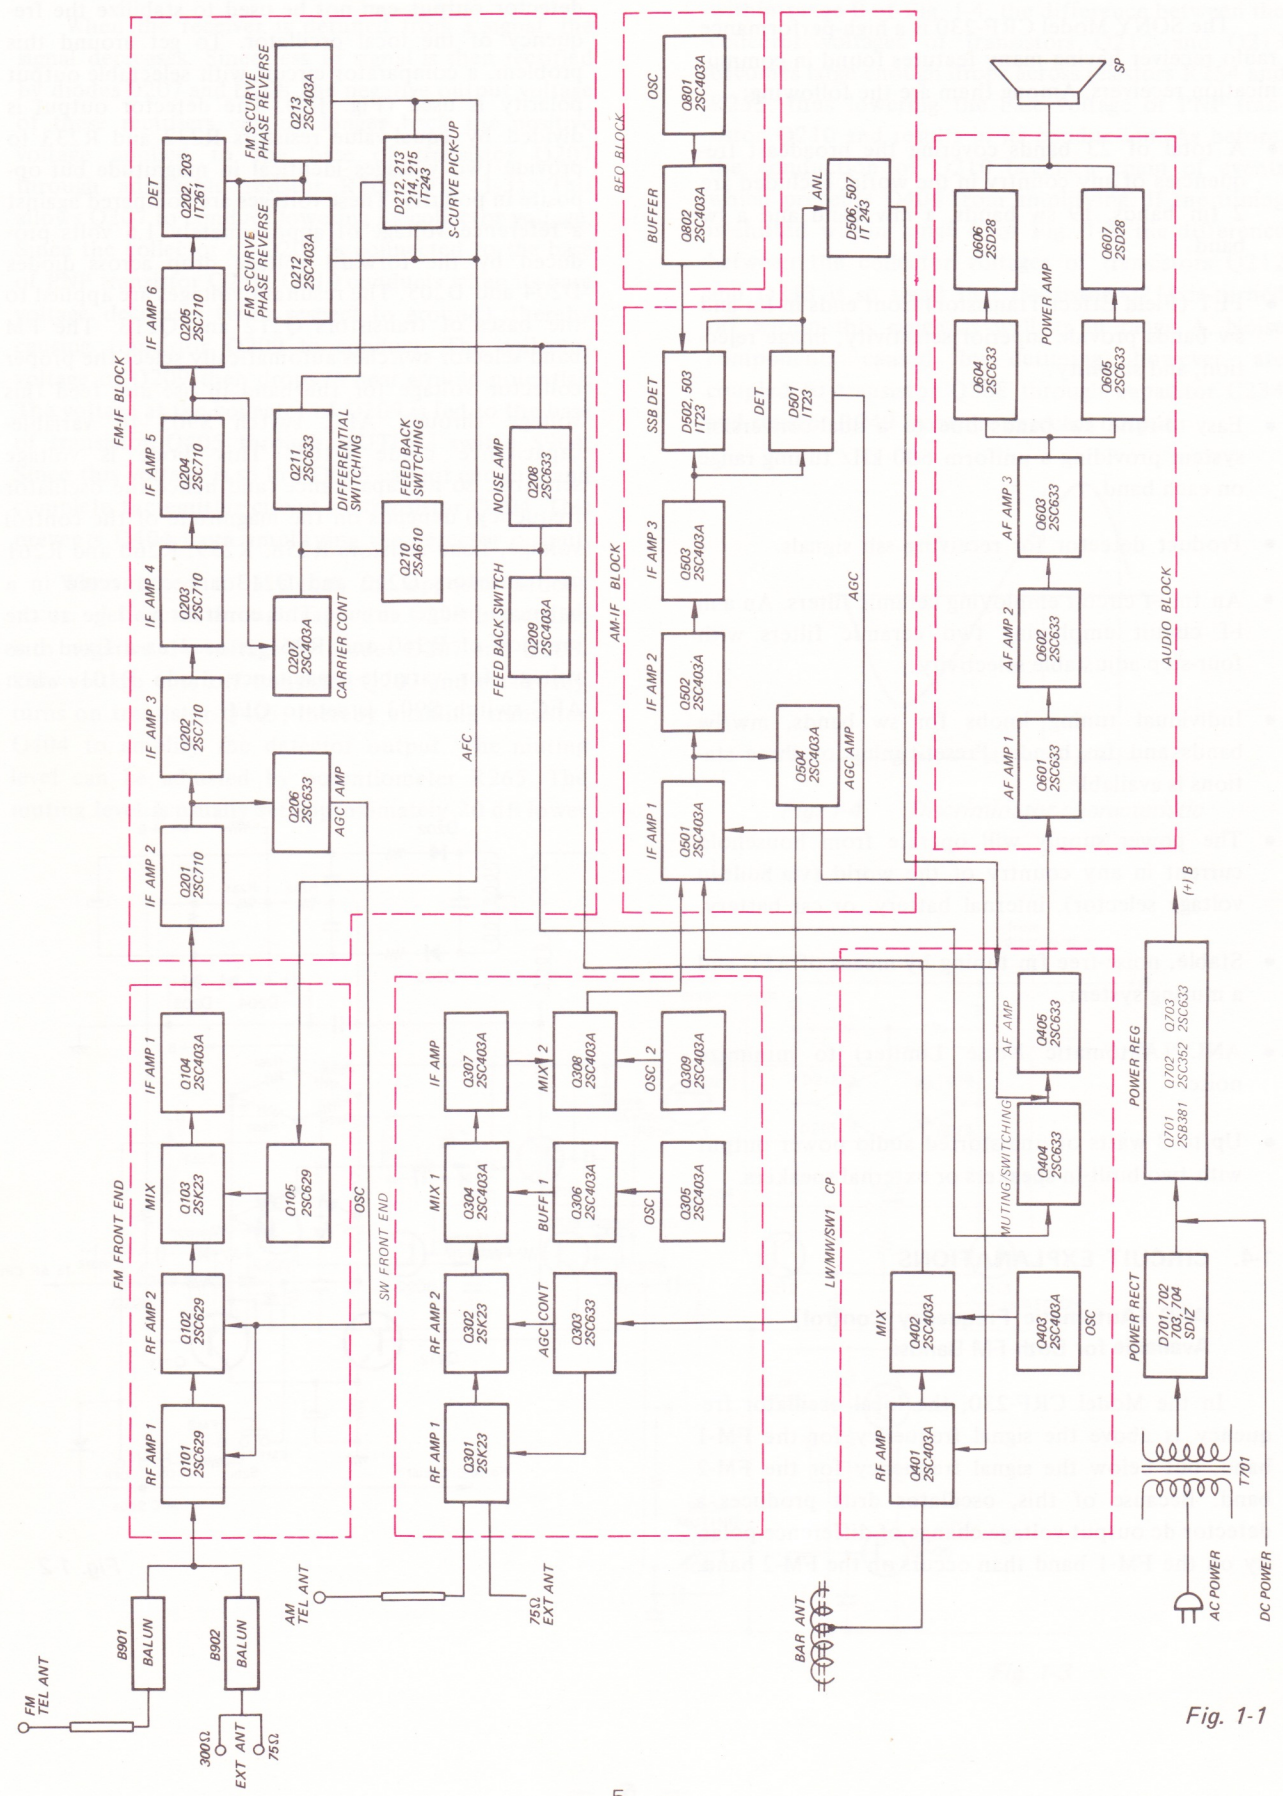 FM
TEL ANT
300Ω
EXT ANT
75Ω
B901
BALUN
B902
BALUN
FM FRONT END
RF AMP 1
Q101
2SC629
RF AMP 2
Q102
2SC629
MIX
Q103
2SK23
IF AMP 1
Q104
2SC403A
Q105
2SC629
OSC
FM-IF BLOCK
IF AMP 2
Q201
2SC710
IF AMP 3
Q202
2SC710
IF AMP 4
Q203
2SC710
IF AMP 5
Q204
2SC710
IF AMP 6
Q205
2SC710
DET
Q202, 203
IT261
Q206
2SC633
AGC AMP
Q207
2SC403A
CARRIER CONT
Q211
2SC633
DIFFERENTIAL
SWITCHING
FM S-CURVE
PHASE REVERSE
Q212
2SC403A
FM S-CURVE
PHASE REVERSE
Q213
2SC403A
D212, 213
214, 215
IT243
S-CURVE PICK-UP
Q210
2SA610
FEED BACK
SWITCHING
FEED BACK SWITCH
Q209
2SC403A
NOISE AMP
Q208
2SC633
AFC
AM
TEL ANT
75Ω
EXT ANT
SW FRONT END
RF AMP 1
Q301
2SK23
RF AMP 2
Q302
2SK23
MIX 1
Q304
2SC403A
IF AMP
Q307
2SC403A
AGC CONT
Q303
2SC633
BUFF 1
Q306
2SC403A
MIX 2
Q308
2SC403A
OSC
Q305
2SC403A
OSC 2
Q309
2SC403A
AM-IF BLOCK
IF AMP 1
Q501
2SC403A
IF AMP 2
Q502
2SC403A
IF AMP 3
Q503
2SC403A
SSB DET
D502, 503
IT23
DET
D501
IT23
Q504
2SC403A
AGC AMP
AGC
ANL
D506, 507
IT 243
BFO BLOCK
BUFFER
Q802
2SC403A
OSC
Q801
2SC403A
BAR ANT
LW/MW/SW1 CP
RF AMP
Q401
2SC403A
MIX
Q402
2SC403A
Q403
2SC403A
OSC
MUTING/SWITCHING
Q404
2SC633
AF AMP
Q405
2SC633
AUDIO BLOCK
AF AMP 1
Q601
2SC633
AF AMP 2
Q602
2SC633
AF AMP 3
Q603
2SC633
Q604
2SC633
Q605
2SC633
POWER AMP
Q606
2SD28
Q607
2SD28
SP
AC POWER
DC POWER
T701
POWER RECT
D701, 702
703, 704
SDIZ
POWER REG
Q701
2SB381
Q702
2SC352
Q703
2SC633
(+) B
Fig. 1-1